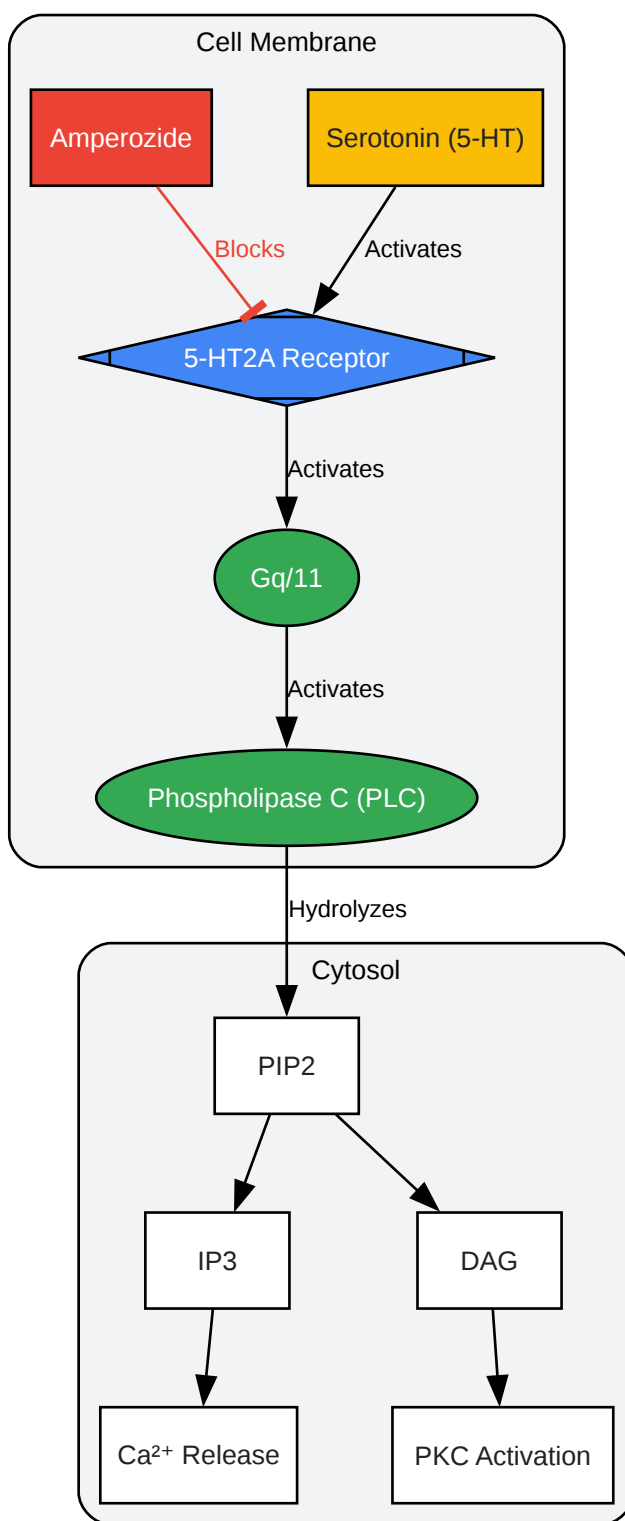 Cell Membrane
Amperozide
Serotonin (5-HT)
Blocks
Activates
5-HT2A Receptor
Activates
Gq/11
Activates
Phospholipase C (PLC)
Hydrolyzes
Cytosol
PIP2
IP3
DAG
Ca²⁺ Release
PKC Activation